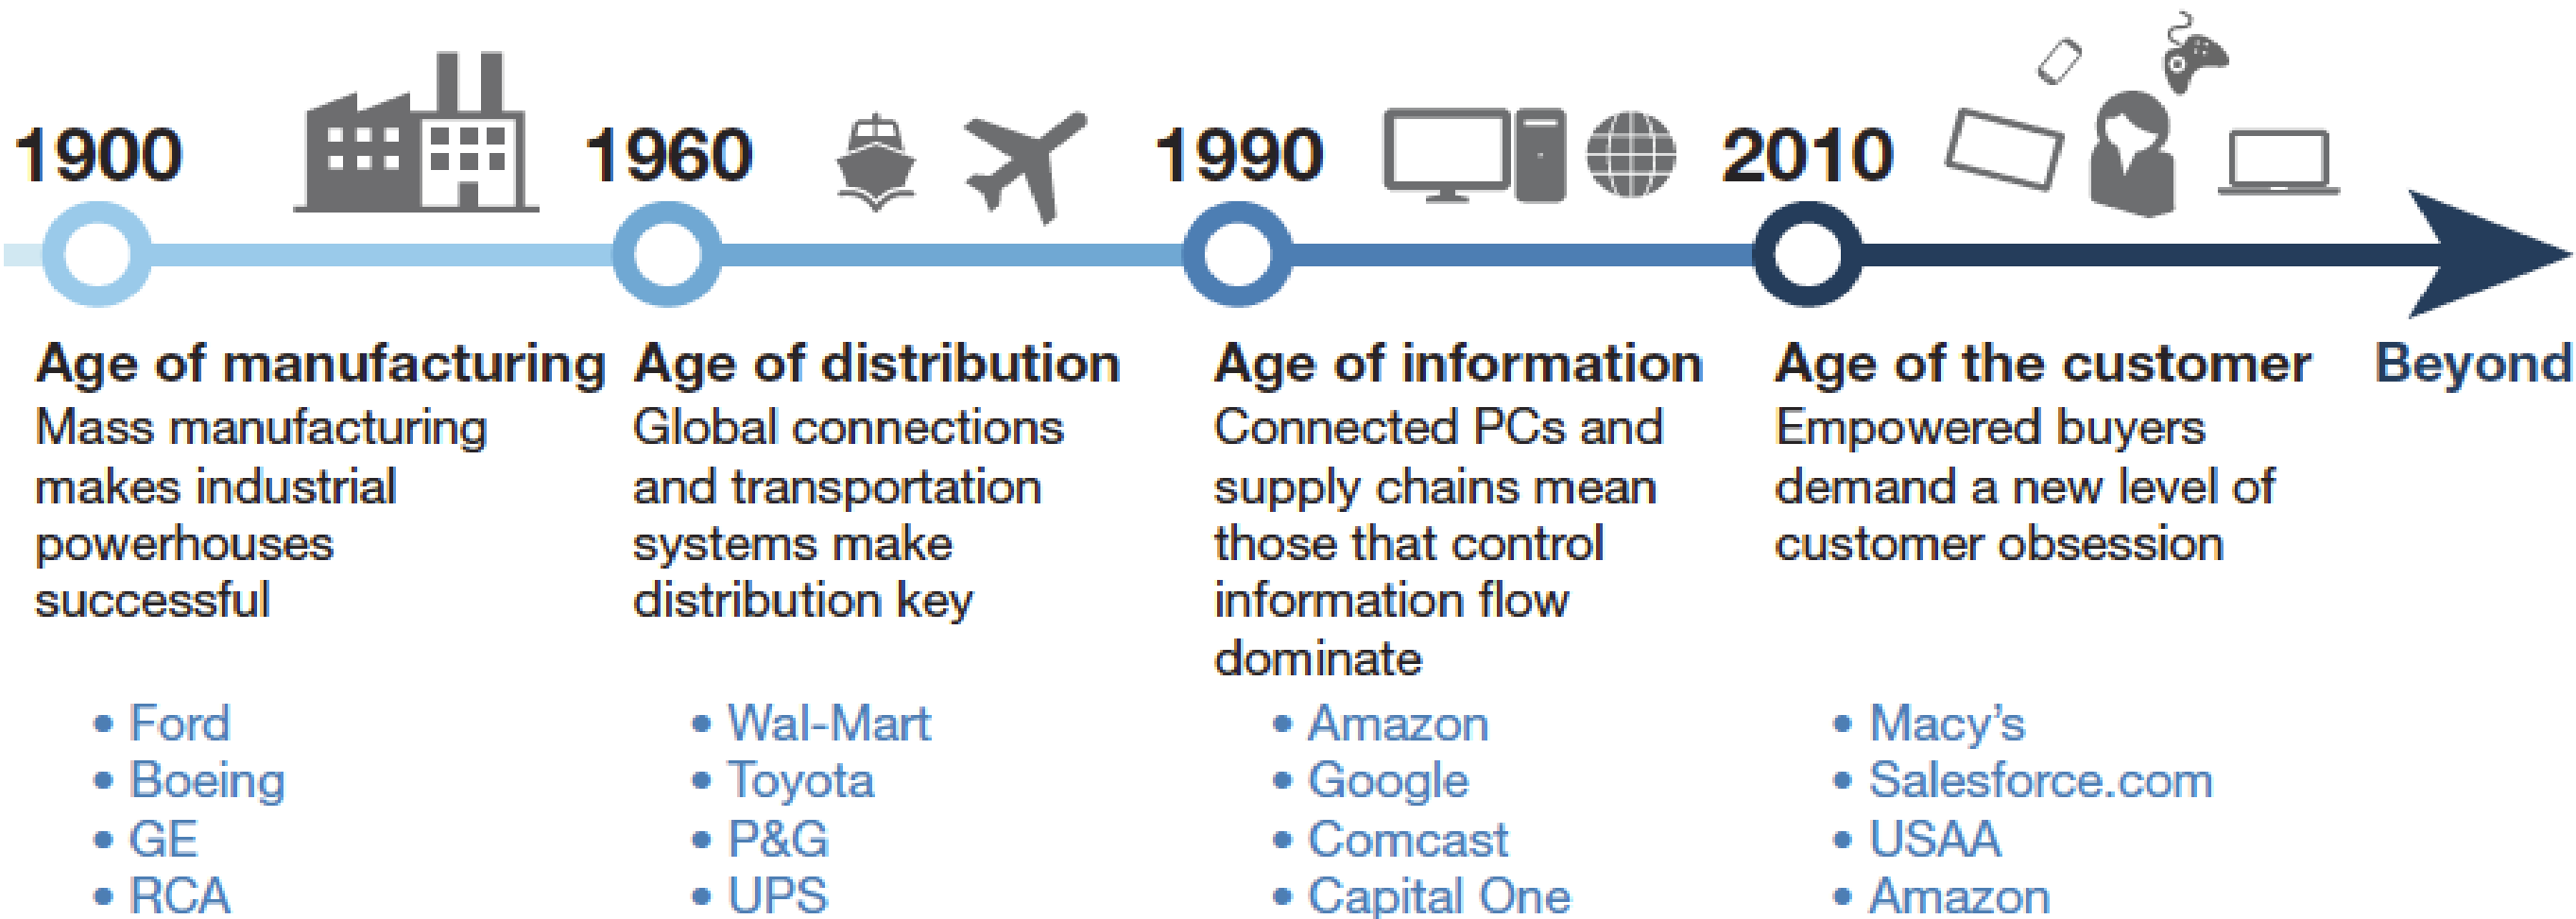 1900
1960
1990
2010
Age of manufacturing
Mass manufacturing
makes industrial
powerhouses
successful
• Ford
• Boeing
• GE
• RCA
Age of distribution
Global connections
and transportation
systems make
distribution key
• Wal-Mart
• Toyota
• P&G
• UPS
Age of information
Connected PCs and
supply chains mean
those that control
information flow
dominate
• Amazon
• Google
• Comcast
• Capital One
Age of the customer
Empowered buyers
demand a new level of
customer obsession
• Macy’s
• Salesforce.com
• USAA
• Amazon
Beyond